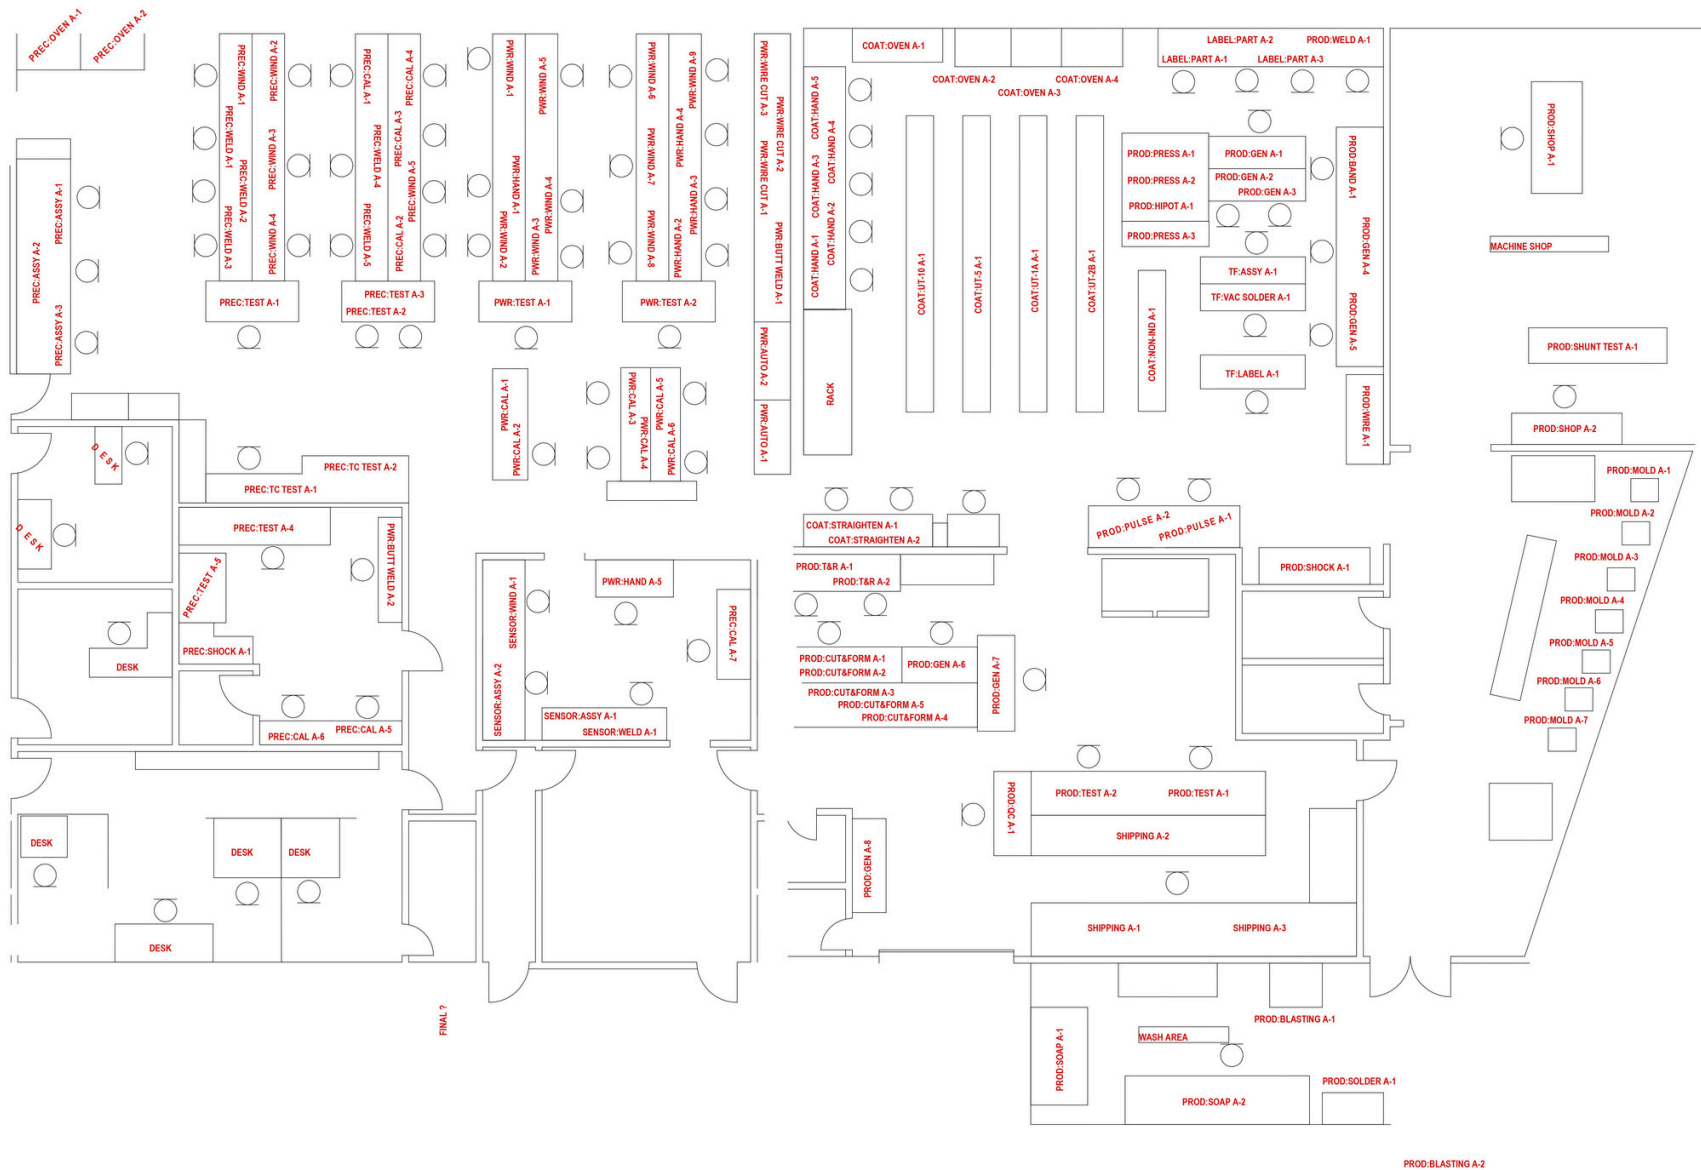 PREC:OVEN A-1
PREC:OVEN A-2
PREC:WIND A-1
PREC:WIND A-2
PREC:WELD A-1
PREC:WELD A-2
PREC:WIND A-3
PREC:WELD A-3
PREC:WIND A-4
PREC:TEST A-1
PREC:CAL A-1
PREC:CAL A-4
PREC:CAL A-3
PREC:WELD A-4
PREC:WIND A-5
PREC:WELD A-5
PREC:CAL A-2
PREC:TEST A-3
PREC:TEST A-2
PWR:WIND A-1
PWR:WIND A-5
PWR:HAND A-1
PWR:WIND A-4
PWR:WIND A-2
PWR:WIND A-3
PWR:TEST A-1
PWR:WIND A-6
PWR:WIND A-9
PWR:HAND A-4
PWR:WIND A-7
PWR:HAND A-3
PWR:WIND A-8
PWR:HAND A-2
PWR:TEST A-2
PWR:WIRE CUT A-3
PWR:WIRE CUT A-2
PWR:WIRE CUT A-1
PWR:BUTT WELD A-1
PWR:AUTO A-2
PWR:AUTO A-1
PREC:ASSY A-1
PREC:ASSY A-2
PREC:ASSY A-3
COAT:OVEN A-1
COAT:OVEN A-2
COAT:OVEN A-3
COAT:OVEN A-4
COAT:HAND A-5
COAT:HAND A-4
COAT:HAND A-3
COAT:HAND A-2
COAT:HAND A-1
RACK
COAT:UT-10 A-1
COAT:UT-5 A-1
COAT:UT-1A A-1
COAT:UT-2B A-1
COAT:NON-IND A-1
LABEL:PART A-2
PROD:WELD A-1
LABEL:PART A-1
LABEL:PART A-3
PROD:PRESS A-1
PROD:PRESS A-2
PROD:HIPOT A-1
PROD:PRESS A-3
PROD:GEN A-1
PROD:GEN A-2
PROD:GEN A-3
TF:ASSY A-1
TF:VAC SOLDER A-1
TF:LABEL A-1
PROD:BAND A-1
PROD:GEN A-4
PROD:GEN A-5
PROD:WIRE A-1
PROD:SHOP A-1
MACHINE SHOP
PROD:SHUNT TEST A-1
PROD:SHOP A-2
PROD:MOLD A-1
PROD:MOLD A-2
PROD:MOLD A-3
PROD:MOLD A-4
PROD:MOLD A-5
PROD:MOLD A-6
PROD:MOLD A-7
PWR:CAL A-1
PWR:CAL A-2
PWR:CAL A-3
PWR:CAL A-4
PWR:CAL A-5
PWR:CAL A-6
DESK
DESK
PREC:TC TEST A-2
PREC:TC TEST A-1
PREC:TEST A-4
PREC:TEST A-5
PWR:BUTT WELD A-2
PREC:SHOCK A-1
DESK
PREC:CAL A-6
PREC:CAL A-5
SENSOR:WIND A-1
SENSOR:ASSY A-2
PWR:HAND A-5
PREC:CAL A-7
SENSOR:ASSY A-1
SENSOR:WELD A-1
COAT:STRAIGHTEN A-1
COAT:STRAIGHTEN A-2
PROD:T&R A-1
PROD:T&R A-2
PROD:PULSE A-2
PROD:PULSE A-1
PROD:SHOCK A-1
PROD:CUT&FORM A-1
PROD:CUT&FORM A-2
PROD:CUT&FORM A-3
PROD:CUT&FORM A-5
PROD:CUT&FORM A-4
PROD:GEN A-6
PROD:GEN A-7
PROD:QC A-1
PROD:TEST A-2
PROD:TEST A-1
SHIPPING A-2
PROD:GEN A-8
SHIPPING A-1
SHIPPING A-3
DESK
DESK
DESK
DESK
FINAL ?
PROD:SOAP A-1
WASH AREA
PROD:BLASTING A-1
PROD:SOAP A-2
PROD:SOLDER A-1
PROD:BLASTING A-2